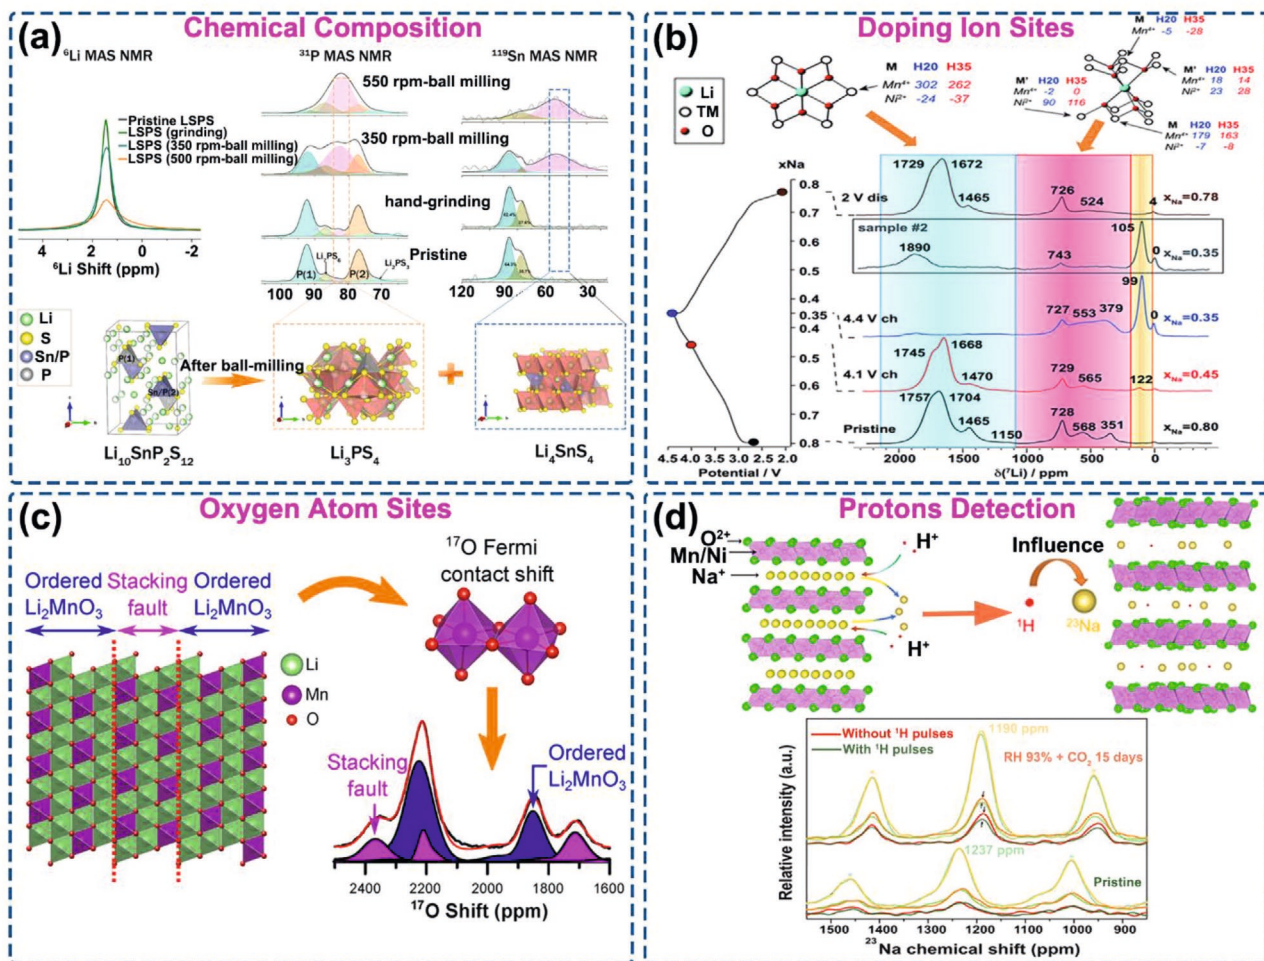 (a)
Chemical Composition
⁶Li MAS NMR
³¹P MAS NMR
¹¹⁹Sn MAS NMR
550 rpm-ball milling
Pristine LSPS
LSPS (grinding)
LSPS (350 rpm-ball milling)
LSPS (500 rpm-ball milling)
350 rpm-ball milling
hand-grinding
Pristine
P(1)
P(2)
4 2 0 -2
⁶Li Shift (ppm)
100 90 80 70
120 90 60 30
Li
S
Sn/P
P
P(1)
Sn/P(2)
After ball-milling
+
Li₁₀SnP₂S₁₂
Li₃PS₄
Li₄SnS₄
(b)
Doping Ion Sites
Li
TM
O
M H20 H35
Mn⁴⁺ 302 262
Ni²⁺ -24 -37
M H20 H35
Mn⁴⁺ -5 -28
M' H20 H35
Mn⁴⁺ -2 0
Ni²⁺ 90 116
M' H20 H35
Mn⁴⁺ 18 14
Ni²⁺ 23 28
M H20 H35
Mn⁴⁺ 179 163
Ni²⁺ -7 -8
xNa
0.8
0.7
0.6
0.5
0.4
0.35
0.4
0.5
0.6
0.7
0.8
2 V dis
1729 1672
1465
726
524
4
xNa=0.78
sample #2
1890
743
105
0
xNa=0.35
4.4 V ch
727 553 379
99
0
xNa=0.35
4.1 V ch
1745 1668
1470
729
565
122
xNa=0.45
Pristine
1757 1704
1465
1150
728
568 351
xNa=0.80
4.5 4.0 3.5 3.0 2.5 2.0
Potential / V
2000 1500 1000 500 0
δ(⁷Li) / ppm
(c)
Oxygen Atom Sites
Ordered
Li₂MnO₃
Stacking
fault
Ordered
Li₂MnO₃
¹⁷O Fermi
contact shift
Li
Mn
O
Stacking
fault
Ordered
Li₂MnO₃
2400 2200 2000 1800 1600
¹⁷O Shift (ppm)
(d)
Protons Detection
O²⁺
Mn/Ni
Na⁺
H⁺
H⁺
Influence
¹H
²³Na
Without ¹H pulses
With ¹H pulses
1190 ppm
RH 93% + CO₂ 15 days
1237 ppm
Pristine
Relative intensity (a.u.)
1500 1400 1300 1200 1100 1000 900
²³Na chemical shift (ppm)